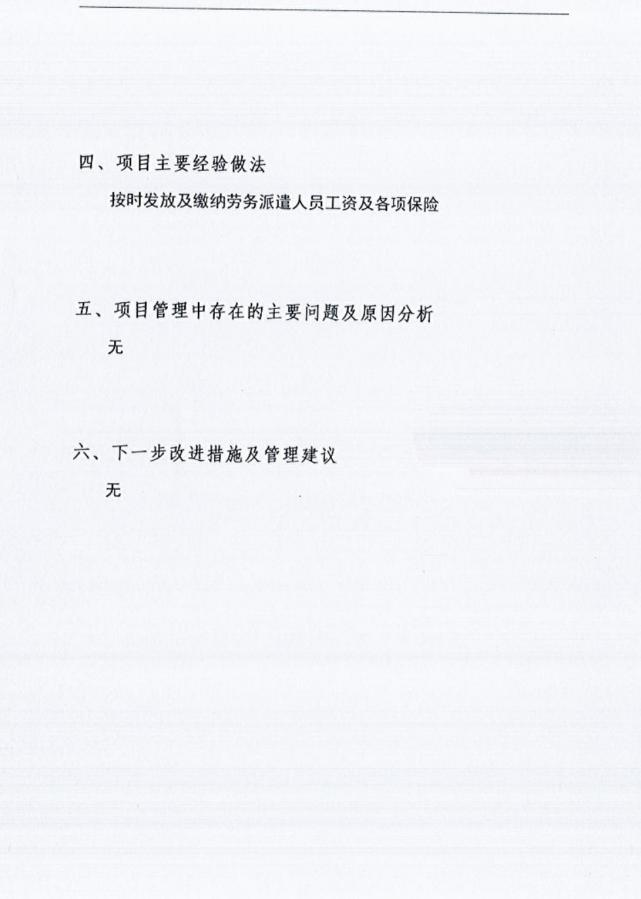 四、项目主要经验做法
按时发放及缴纳劳务派遣人员工资及各项保险
五、项目管理中存在的主要问题及原因分析
无
六、下一步改进措施及管理建议
无